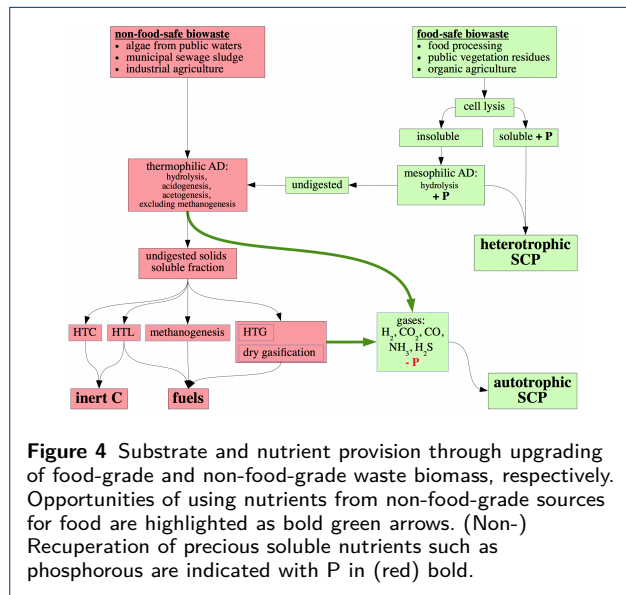 non-food-safe biowaste
• algae from public waters
• municipal sewage sludge
• industrial agriculture
food-safe biowaste
• food processing
• public vegetation residues
• organic agriculture
cell lysis
insoluble
soluble + P
thermophilic AD:
hydrolysis,
acidogenesis,
acetogenesis,
excluding methanogenesis
undigested
mesophilic AD:
hydrolysis
+ P
heterotrophic
SCP
undigested solids
soluble fraction
HTC
HTL
methanogenesis
HTG
dry gasification
gases:
H₂, CO₂, CO,
NH₃, H₂S
- P
inert C
fuels
autotrophic
SCP
Figure 4 Substrate and nutrient provision through upgrading
of food-grade and non-food-grade waste biomass, respectively.
Opportunities of using nutrients from non-food-grade sources
for food are highlighted as bold green arrows. (Non-)
Recuperation of precious soluble nutrients such as
phosphorous are indicated with P in (red) bold.